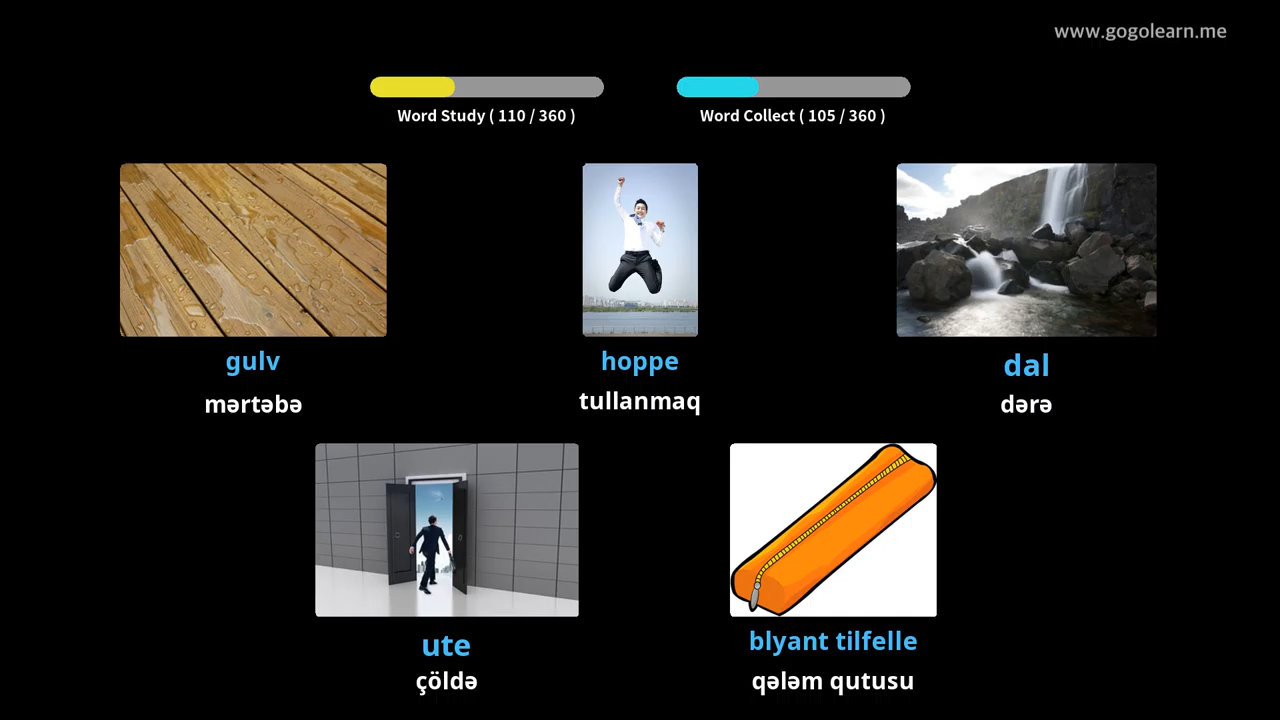 www.gogolearn.me
Word Study ( 110 / 360 )
Word Collect ( 105 / 360 )
gulv
mərtəbə
hoppe
tullanmaq
dal
dərə
ute
çöldə
blyant tilfelle
qələm qutusu